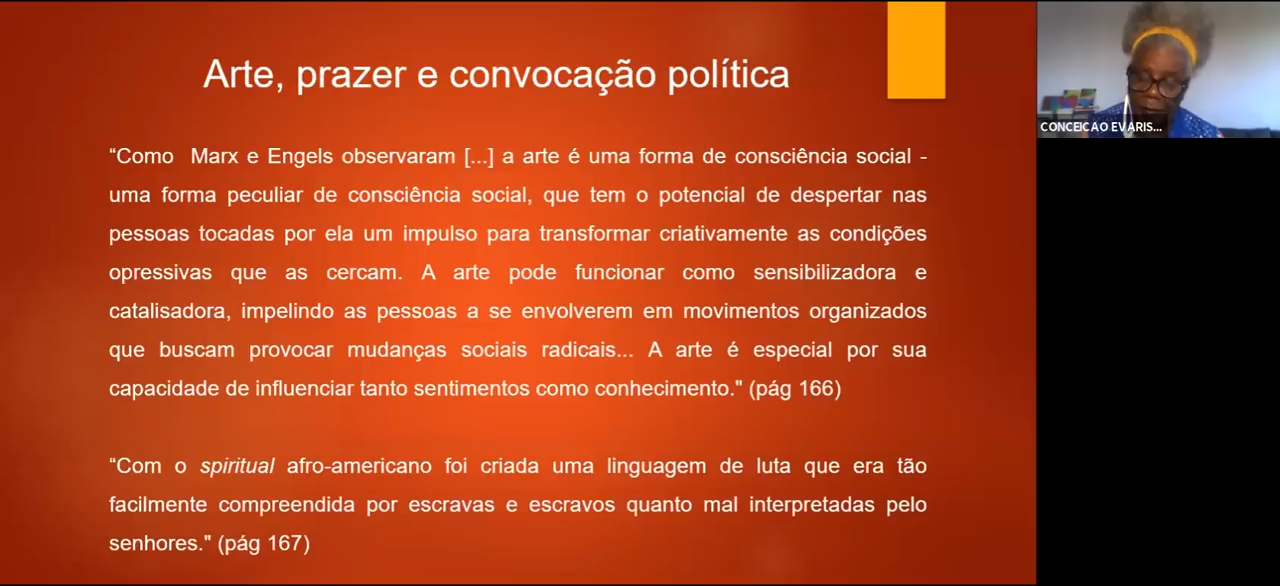 Arte, prazer e convocação política
“Como Marx e Engels observaram [...] a arte é uma forma de consciência social -
uma forma peculiar de consciência social, que tem o potencial de despertar nas
pessoas tocadas por ela um impulso para transformar criativamente as condições
opressivas que as cercam. A arte pode funcionar como sensibilizadora e
catalisadora, impelindo as pessoas a se envolverem em movimentos organizados
que buscam provocar mudanças sociais radicais... A arte é especial por sua
capacidade de influenciar tanto sentimentos como conhecimento." (pág 166)
“Com o spiritual afro-americano foi criada uma linguagem de luta que era tão
facilmente compreendida por escravas e escravos quanto mal interpretadas pelo
senhores." (pág 167)
CONCEICAO EVARIS...